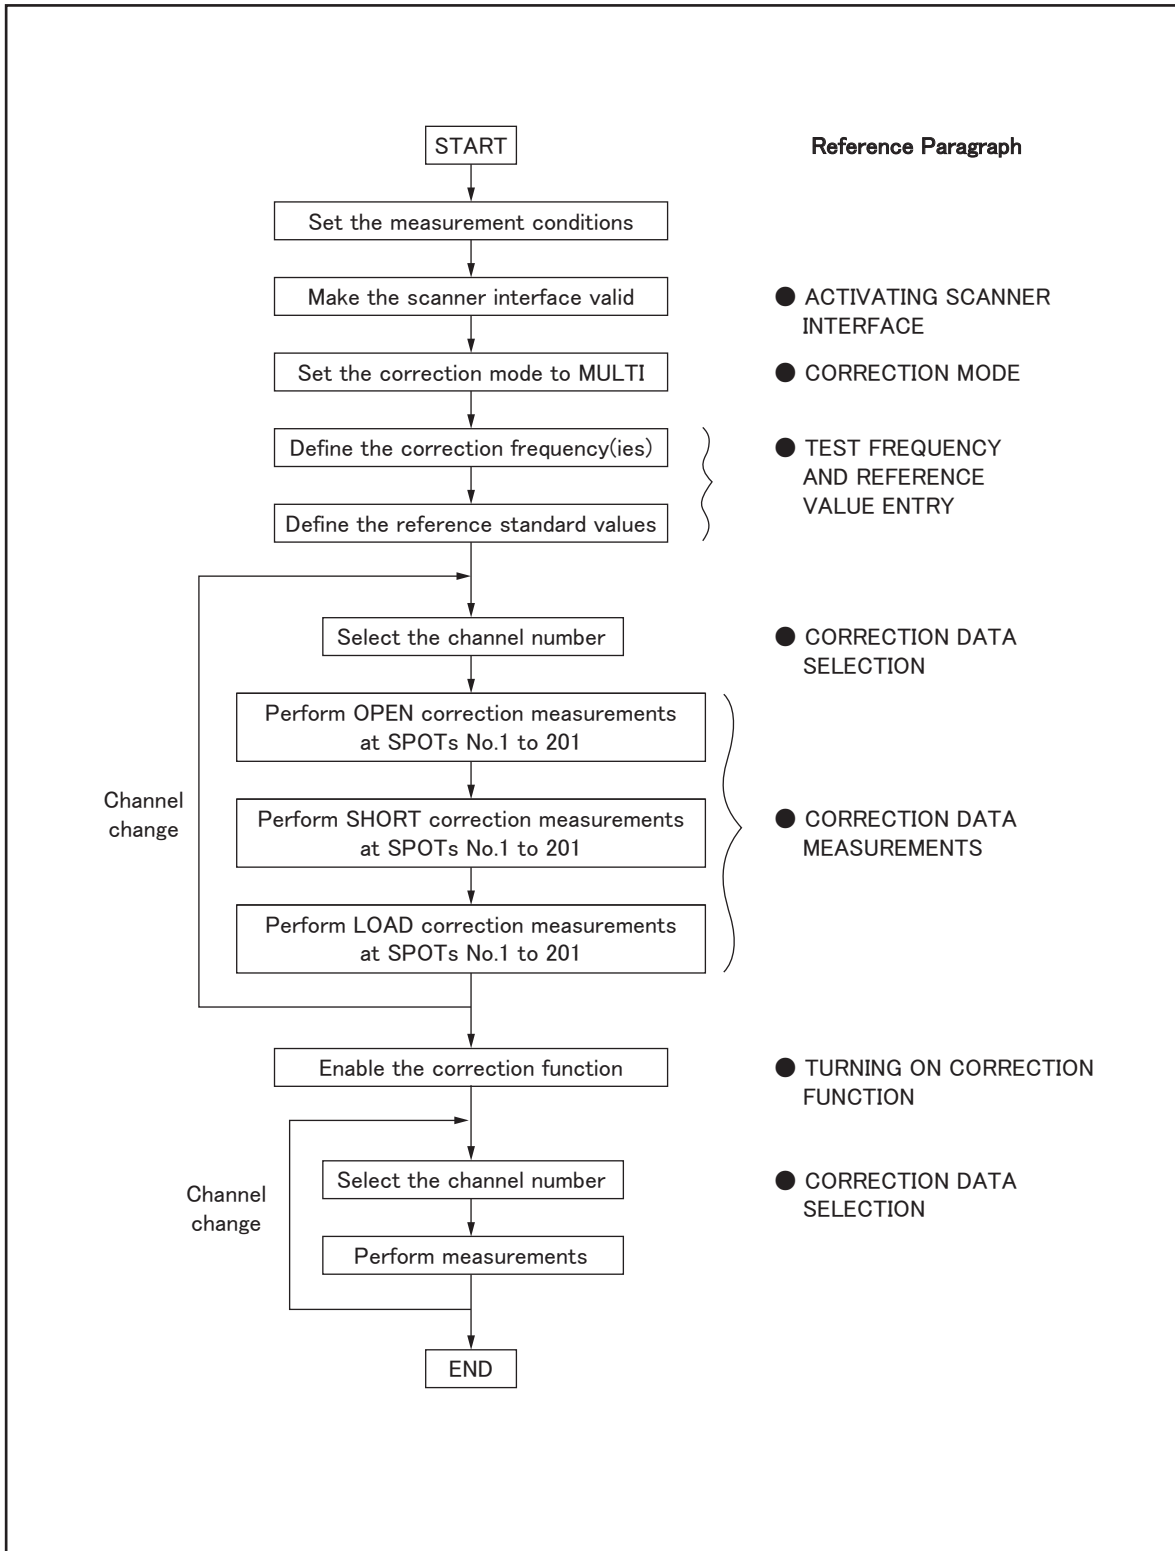 START
Reference Paragraph
Set the measurement conditions
Make the scanner interface valid
● ACTIVATING SCANNER
INTERFACE
Set the correction mode to MULTI
● CORRECTION MODE
Define the correction frequency(ies)
● TEST FREQUENCY
AND REFERENCE
VALUE ENTRY
Define the reference standard values
Select the channel number
● CORRECTION DATA
SELECTION
Perform OPEN correction measurements
at SPOTs No.1 to 201
Channel
change
Perform SHORT correction measurements
at SPOTs No.1 to 201
● CORRECTION DATA
MEASUREMENTS
Perform LOAD correction measurements
at SPOTs No.1 to 201
Enable the correction function
● TURNING ON CORRECTION
FUNCTION
Channel
change
Select the channel number
● CORRECTION DATA
SELECTION
Perform measurements
END